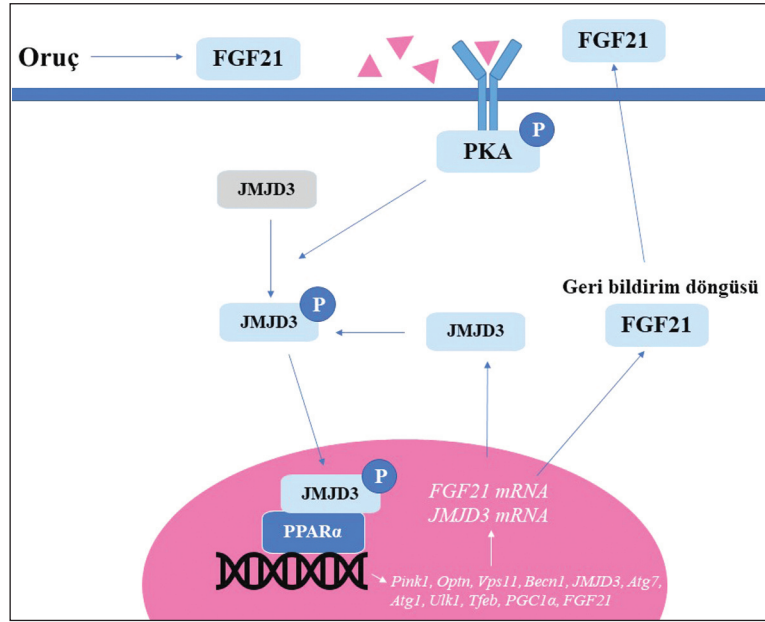 Oruç
FGF21
FGF21
P
PKA
JMJD3
P
JMJD3
JMJD3
Geri bildirim döngüsü
FGF21
P
JMJD3
PPARα
FGF21 mRNA
JMJD3 mRNA
Pink1, Optn, Vps11, Becn1, JMJD3, Atg7,
Atg1, Ulk1, Tfeb, PGC1α, FGF21